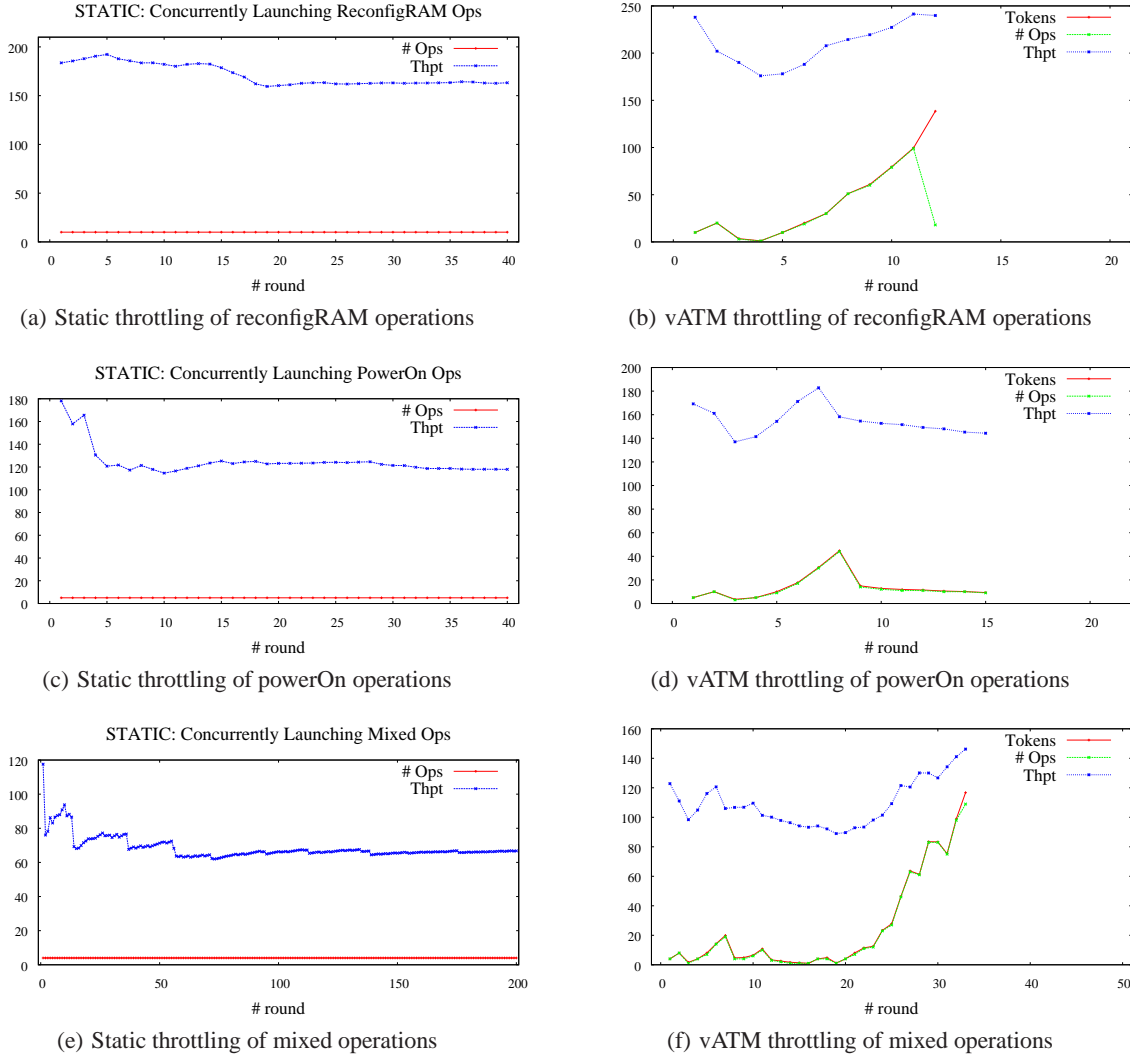 STATIC: Concurrently Launching ReconfigRAM Ops
# Ops
Thpt
200
150
100
50
0
0 5 10 15 20 25 30 35 40
# round
(a) Static throttling of reconfigRAM operations
Tokens
# Ops
Thpt
250
200
150
100
50
0
0 5 10 15 20
# round
(b) vATM throttling of reconfigRAM operations
STATIC: Concurrently Launching PowerOn Ops
# Ops
Thpt
180
160
140
120
100
80
60
40
20
0
0 5 10 15 20 25 30 35 40
# round
(c) Static throttling of powerOn operations
Tokens
# Ops
Thpt
200
180
160
140
120
100
80
60
40
20
0
0 5 10 15 20
# round
(d) vATM throttling of powerOn operations
STATIC: Concurrently Launching Mixed Ops
# Ops
Thpt
120
100
80
60
40
20
0
0 50 100 150 200
# round
(e) Static throttling of mixed operations
Tokens
# Ops
Thpt
160
140
120
100
80
60
40
20
0
0 10 20 30 40 50
# round
(f) vATM throttling of mixed operations